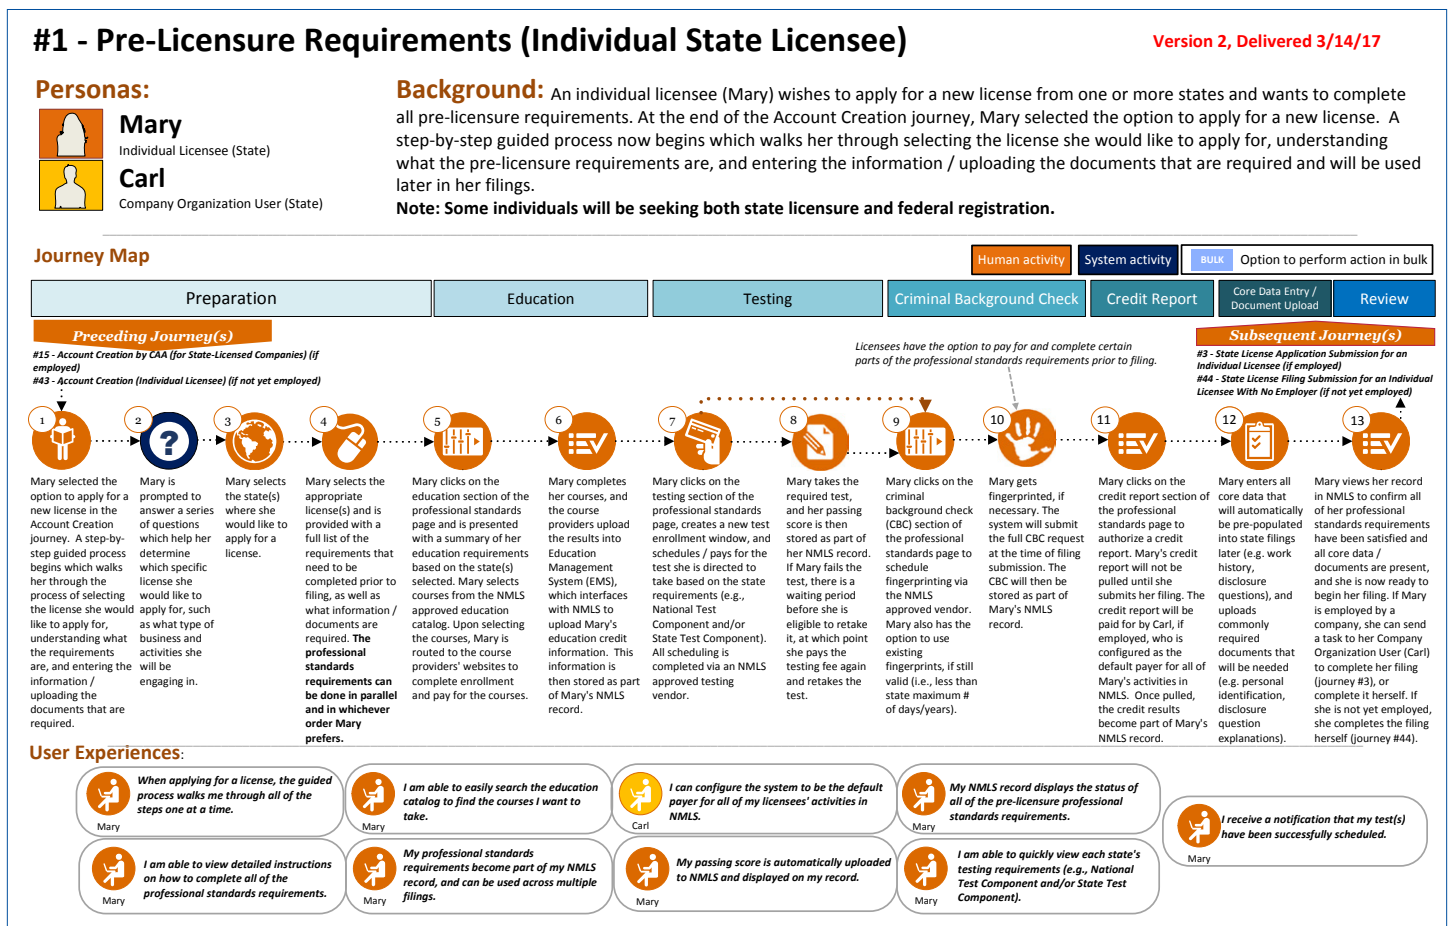 #1 - Pre-Licensure Requirements (Individual State Licensee)
Version 2, Delivered 3/14/17
Personas:
Mary
Individual Licensee (State)
Carl
Company Organization User (State)
Background: An individual licensee (Mary) wishes to apply for a new license from one or more states and wants to complete
all pre-licensure requirements. At the end of the Account Creation journey, Mary selected the option to apply for a new license. A
step-by-step guided process now begins which walks her through selecting the license she would like to apply for, understanding
what the pre-licensure requirements are, and entering the information / uploading the documents that are required and will be used
later in her filings.
Note: Some individuals will be seeking both state licensure and federal registration.
Journey Map
Human activity
System activity
BULK
Option to perform action in bulk
Preparation
Education
Testing
Criminal Background Check
Credit Report
Core Data Entry /
Document Upload
Review
Preceding Journey(s)
#15 - Account Creation by CAA (for State-Licensed Companies) (if
employed)
#43 - Account Creation (Individual Licensee) (if not yet employed)
Licensees have the option to pay for and complete certain
parts of the professional standards requirements prior to filing.
Subsequent Journey(s)
#3 - State License Application Submission for an
Individual Licensee (if employed)
#44 - State License Filing Submission for an Individual
Licensee With No Employer (if not yet employed)
1
Mary selected the
option to apply for a
new license in the
Account Creation
journey. A step-by-
step guided process
begins which walks
her through the
process of selecting
the license she would
like to apply for,
understanding what
the requirements
are, and entering the
information /
uploading the
documents that are
required.
2
?
Mary is
prompted to
answer a series
of questions
which help her
determine
which specific
license she
would like to
apply for, such
as what type of
business and
activities she
will be
engaging in.
3
Mary selects
the state(s)
where she
would like to
apply for a
license.
4
Mary selects the
appropriate
license(s) and is
provided with a
full list of the
requirements that
need to be
completed prior to
filing, as well as
what information /
documents are
required. The
professional
standards
requirements can
be done in parallel
and in whichever
order Mary
prefers.
5
Mary clicks on the
education section of the
professional standards
page and is presented
with a summary of her
education requirements
based on the state(s)
selected. Mary selects
courses from the NMLS
approved education
catalog. Upon selecting
the courses, Mary is
routed to the course
providers' websites to
complete enrollment
and pay for the courses.
6
Mary completes
her courses, and
the course
providers upload
the results into
Education
Management
System (EMS),
which interfaces
with NMLS to
upload Mary's
education credit
information. This
information is
then stored as part
of Mary's NMLS
record.
7
Mary clicks on the
testing section of the
professional standards
page, creates a new test
enrollment window, and
schedules / pays for the
test she is directed to
take based on the state
requirements (e.g.,
National Test
Component and/or
State Test Component).
All scheduling is
completed via an NMLS
approved testing
vendor.
8
Mary takes the
required test,
and her passing
score is then
stored as part of
her NMLS record.
If Mary fails the
test, there is a
waiting period
before she is
eligible to retake
it, at which point
she pays the
testing fee again
and retakes the
test.
9
Mary clicks on the
criminal
background check
(CBC) section of
the professional
standards page to
schedule
fingerprinting via
the NMLS
approved vendor.
Mary also has the
option to use
existing
fingerprints, if still
valid (i.e., less than
state maximum #
of days/years).
10
Mary gets
fingerprinted, if
necessary. The
system will submit
the full CBC request
at the time of filing
submission. The
CBC will then be
stored as part of
Mary's NMLS
record.
11
Mary clicks on the
credit report section of
the professional
standards page to
authorize a credit
report. Mary's credit
report will not be
pulled until she
submits her filing. The
credit report will be
paid for by Carl, if
employed, who is
configured as the
default payer for all of
Mary's activities in
NMLS. Once pulled,
the credit results
become part of Mary's
NMLS record.
12
Mary enters all
core data that
will automatically
be pre-populated
into state filings
later (e.g. work
history,
disclosure
questions), and
uploads
commonly
required
documents that
will be needed
(e.g. personal
identification,
disclosure
question
explanations).
13
Mary views her record
in NMLS to confirm all
of her professional
standards requirements
have been satisfied and
all core data /
documents are present,
and she is now ready to
begin her filing. If Mary
is employed by a
company, she can send
a task to her Company
Organization User (Carl)
to complete her filing
(journey #3), or
complete it herself. If
she is not yet employed,
she completes the filing
herself (journey #44).
User Experiences:
Mary
When applying for a license, the guided
process walks me through all of the
steps one at a time.
Mary
I am able to easily search the education
catalog to find the courses I want to
take.
Carl
I can configure the system to be the default
payer for all of my licensees' activities in
NMLS.
Mary
My NMLS record displays the status of
all of the pre-licensure professional
standards requirements.
Mary
I receive a notification that my test(s)
have been successfully scheduled.
Mary
I am able to view detailed instructions
on how to complete all of the
professional standards requirements.
Mary
My professional standards
requirements become part of my NMLS
record, and can be used across multiple
filings.
Mary
My passing score is automatically uploaded
to NMLS and displayed on my record.
Mary
I am able to quickly view each state's
testing requirements (e.g., National
Test Component and/or State Test
Component).